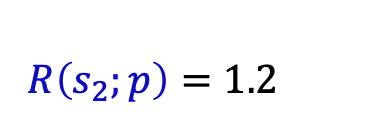 R(s₂;p) = 1.2